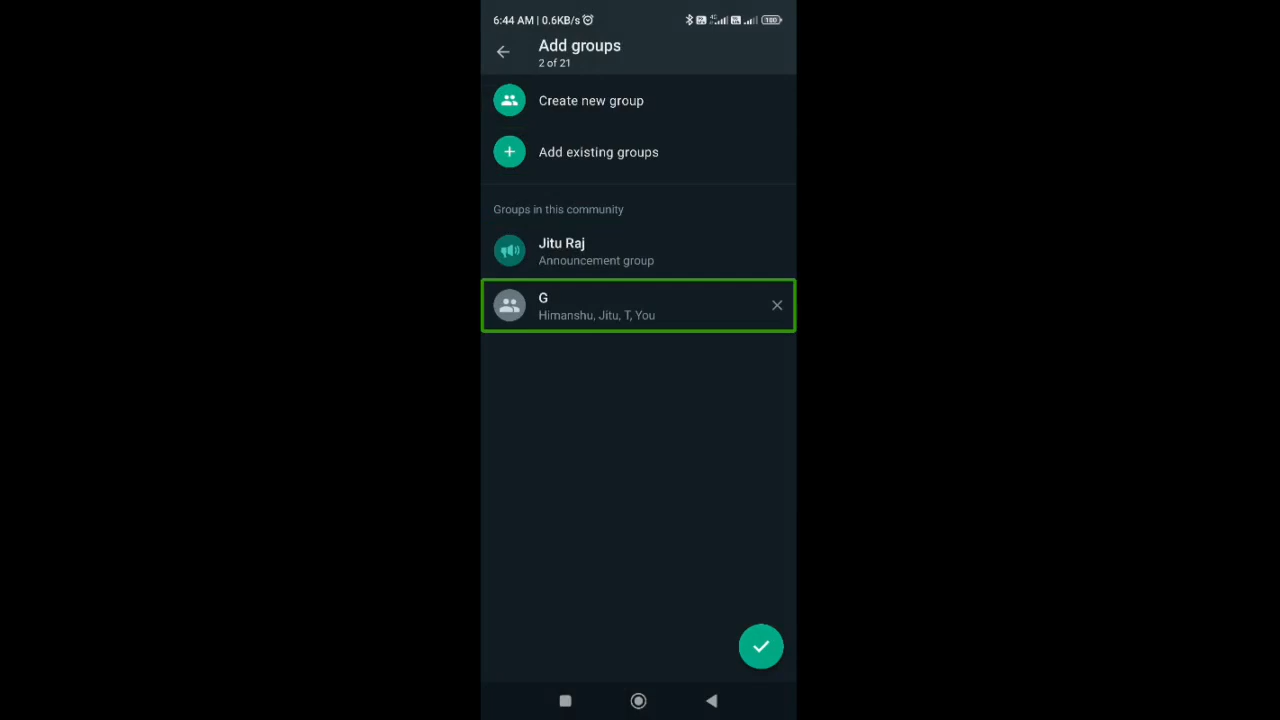 6:44 AM | 0.6KB/s
Add groups
2 of 21
Create new group
Add existing groups
Groups in this community
Jitu Raj
Announcement group
G
Himanshu, Jitu, T, You